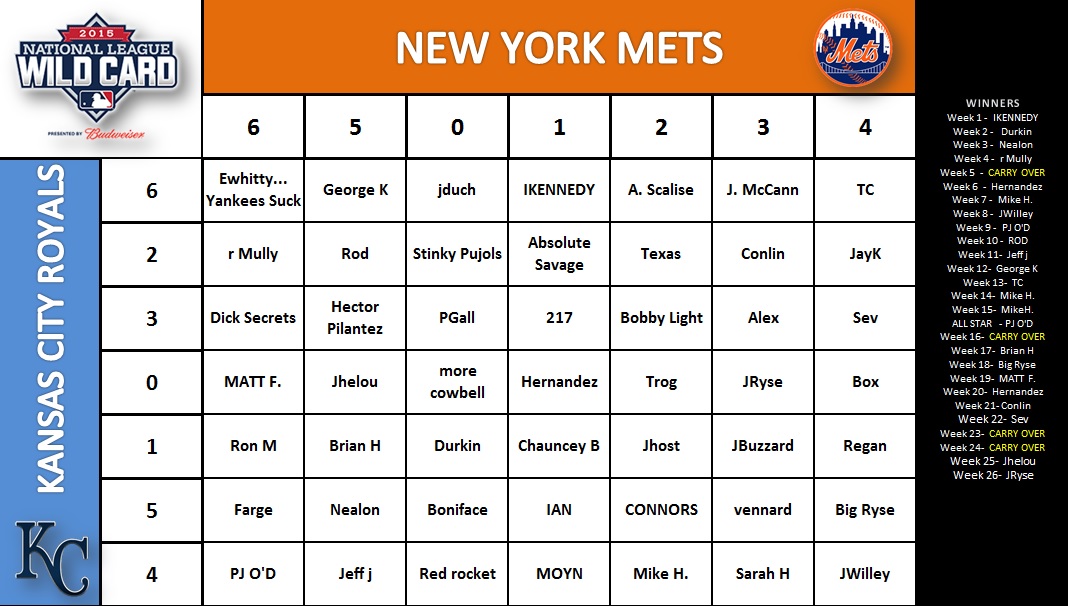 2015
NATIONAL LEAGUE
WILD CARD
PRESENTED BY Budweiser
NEW YORK METS
Mets
6 5 0 1 2 3 4
KANSAS CITY ROYALS
KC
6 Ewhitty... Yankees Suck George K jduch IKENNEDY A. Scalise J. McCann TC
2 r Mully Rod Stinky Pujols Absolute Savage Texas Conlin JayK
3 Dick Secrets Hector Pilantez PGall 217 Bobby Light Alex Sev
0 MATT F. Jhelou more cowbell Hernandez Trog JRyse Box
1 Ron M Brian H Durkin Chauncey B Jhost JBuzzard Regan
5 Farge Nealon Boniface IAN CONNORS vennard Big Ryse
4 PJ O'D Jeff j Red rocket MOYN Mike H. Sarah H JWilley
WINNERS
Week 1 - IKENNEDY
Week 2 - Durkin
Week 3 - Nealon
Week 4 - r Mully
Week 5 - CARRY OVER
Week 6 - Hernandez
Week 7 - Mike H.
Week 8 - JWilley
Week 9 - PJ O'D
Week 10 - ROD
Week 11- Jeff j
Week 12- George K
Week 13- TC
Week 14- Mike H.
Week 15- MikeH.
ALL STAR - PJ O'D
Week 16- CARRY OVER
Week 17- Brian H
Week 18- Big Ryse
Week 19- MATT F.
Week 20- Hernandez
Week 21- Conlin
Week 22- Sev
Week 23- CARRY OVER
Week 24- CARRY OVER
Week 25- Jhelou
Week 26- JRyse